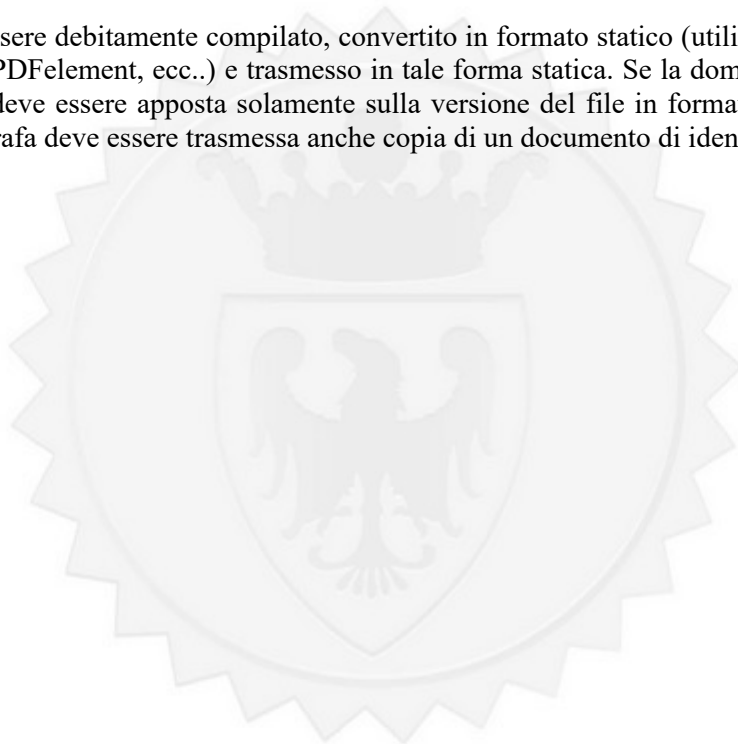 sere debitamente compilato, convertito in formato statico (utili
PDFelement, ecc..) e trasmesso in tale forma statica. Se la dom
deve essere apposta solamente sulla versione del file in forma
rafa deve essere trasmessa anche copia di un documento di iden